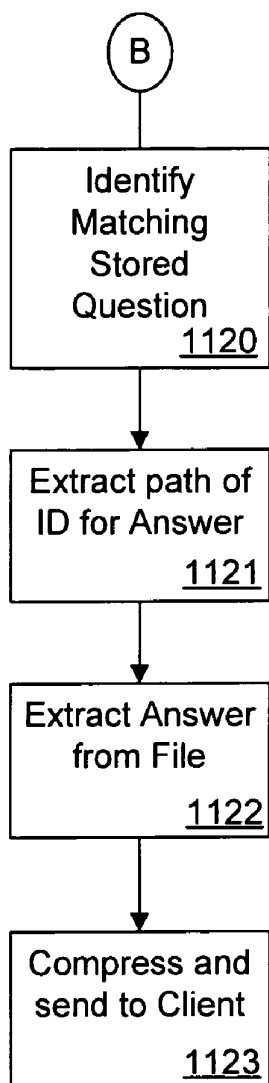 B
Identify
Matching
Stored
Question
1120
Extract path of
ID for Answer
1121
Extract Answer
from File
1122
Compress and
send to Client
1123